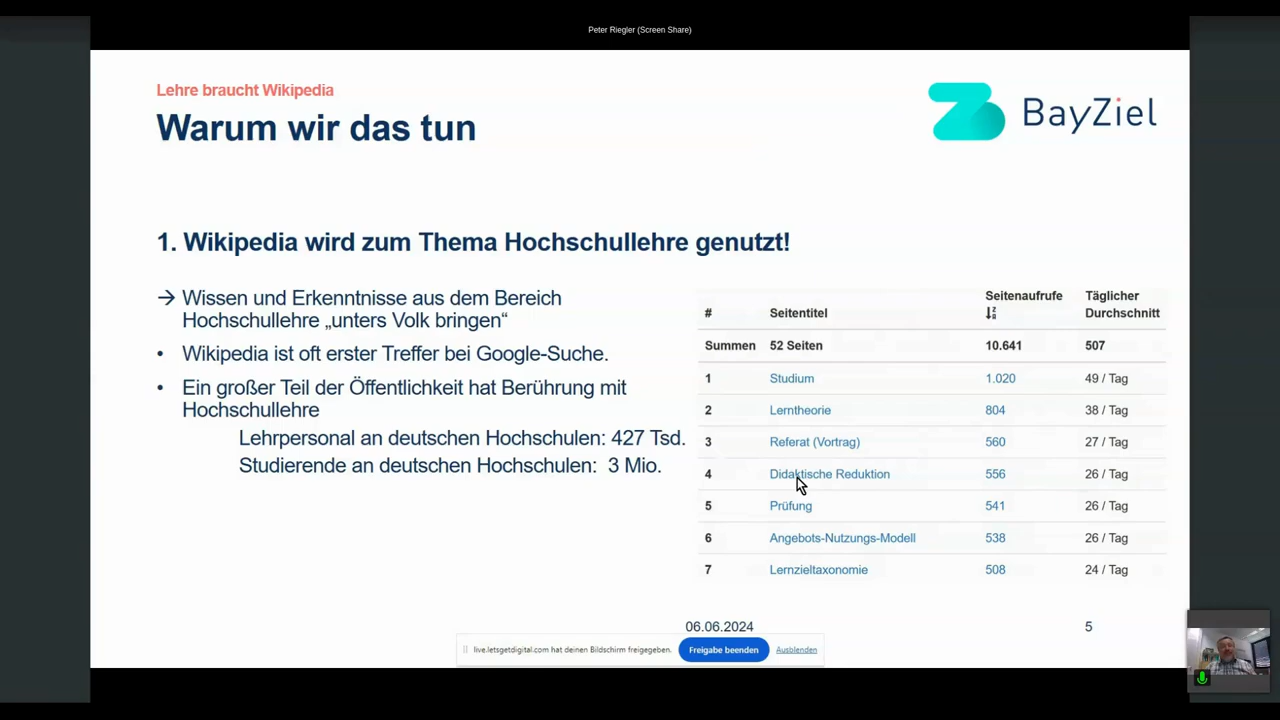 Peter Riegler (Screen Share)
Lehre braucht Wikipedia
Warum wir das tun
BayZiel
1. Wikipedia wird zum Thema Hochschullehre genutzt!
→ Wissen und Erkenntnisse aus dem Bereich
Hochschullehre „unters Volk bringen“
• Wikipedia ist oft erster Treffer bei Google-Suche.
• Ein großer Teil der Öffentlichkeit hat Berührung mit
Hochschullehre
Lehrpersonal an deutschen Hochschulen: 427 Tsd.
Studierende an deutschen Hochschulen: 3 Mio.
# Seitentitel Seitenaufrufe Täglicher Durchschnitt
Summen 52 Seiten 10.641 507
1 Studium 1.020 49 / Tag
2 Lerntheorie 804 38 / Tag
3 Referat (Vortrag) 560 27 / Tag
4 Didaktische Reduktion 556 26 / Tag
5 Prüfung 541 26 / Tag
6 Angebots-Nutzungs-Modell 538 26 / Tag
7 Lernzieltaxonomie 508 24 / Tag
06.06.2024 5
live.letsgetdigital.com hat deinen Bildschirm freigegeben. Freigabe beenden Ausblenden